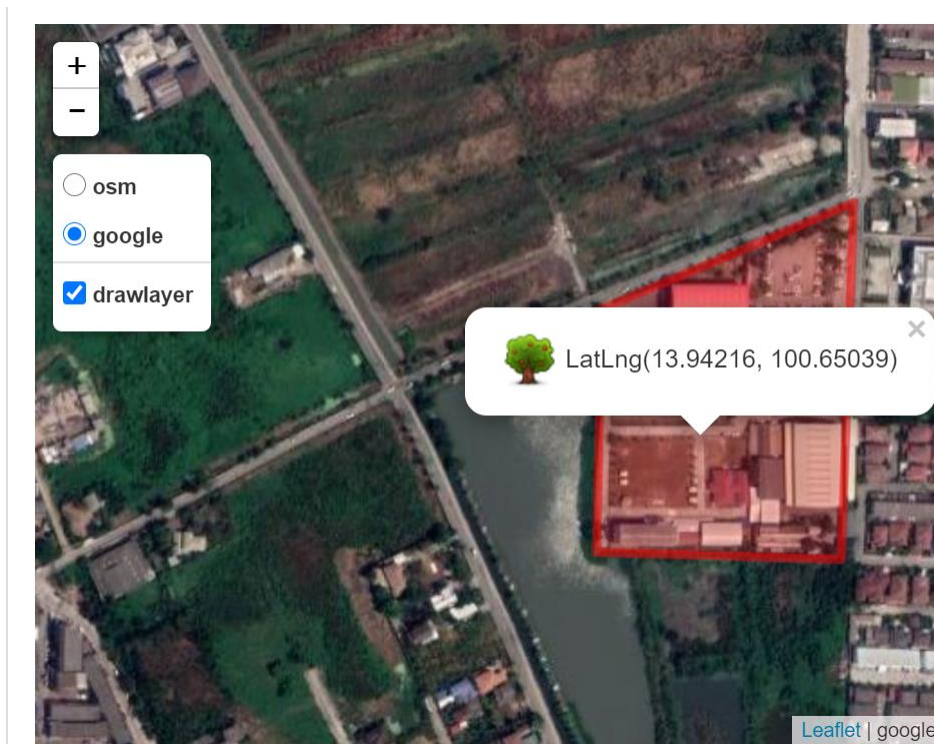 +
−
osm
google
drawlayer
×
LatLng(13.94216, 100.65039)
Leaflet | google